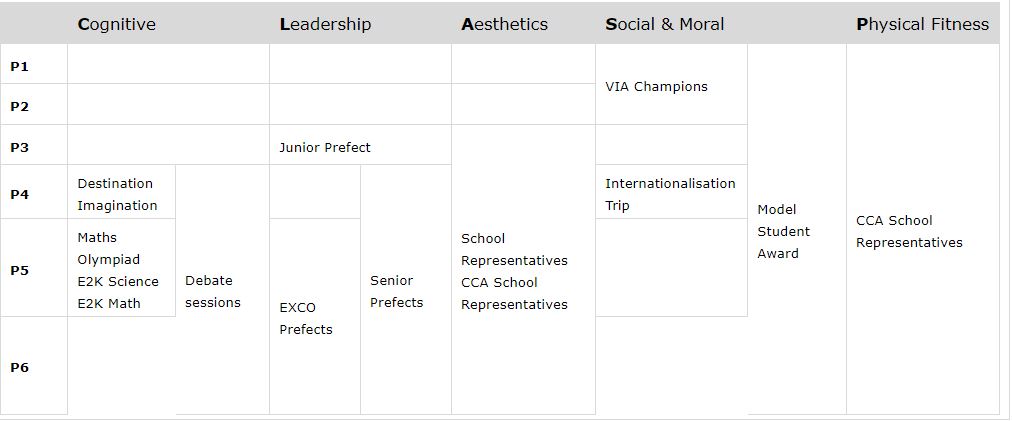 Cognitive Leadership Aesthetics Social & Moral Physical Fitness
P1
VIA Champions
P2
P3 Junior Prefect
P4
Destination
Imagination
Internationalisation
Trip
P5
Maths
Olympiad
E2K Science
E2K Math
Debate
sessions
EXCO
Prefects
Senior
Prefects
School
Representatives
CCA School
Representatives
Model
Student
Award
CCA School
Representatives
P6